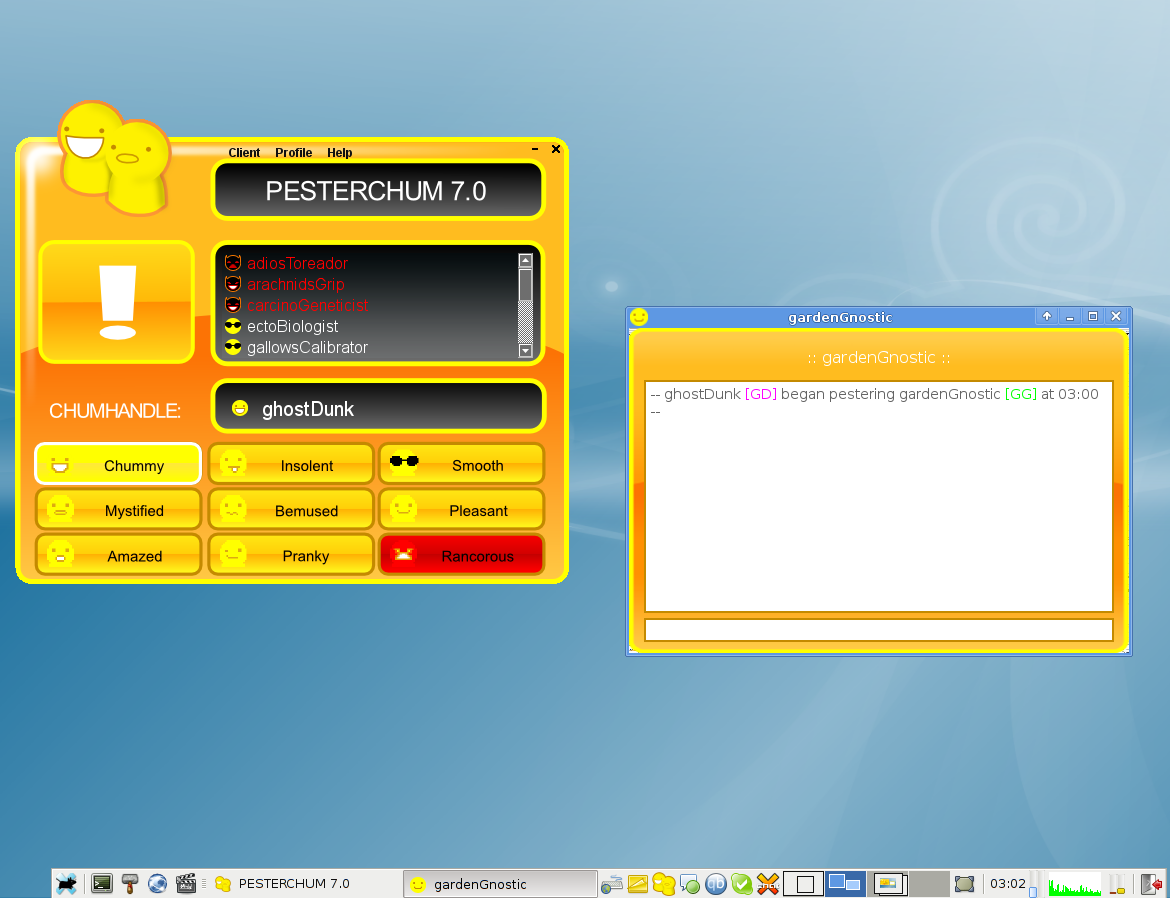 Client Profile Help
PESTERCHUM 7.0
!
adiosToreador
arachnidsGrip
carcinoGeneticist
ectoBiologist
gallowsCalibrator
CHUMHANDLE:
ghostDunk
Chummy
Insolent
Smooth
Mystified
Bemused
Pleasant
Amazed
Pranky
Rancorous
gardenGnostic
:: gardenGnostic ::
-- ghostDunk [GD] began pestering gardenGnostic [GG] at 03:00
--
PESTERCHUM 7.0
gardenGnostic
qb
03:02